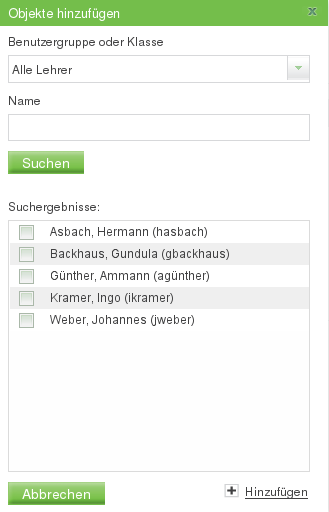 Objekte hinzufügen
Benutzergruppe oder Klasse
Alle Lehrer
Name
Suchen
Suchergebnisse:
Asbach, Hermann (hasbach)
Backhaus, Gundula (gbackhaus)
Günther, Ammann (agünther)
Kramer, Ingo (ikramer)
Weber, Johannes (jweber)
Abbrechen
Hinzufügen